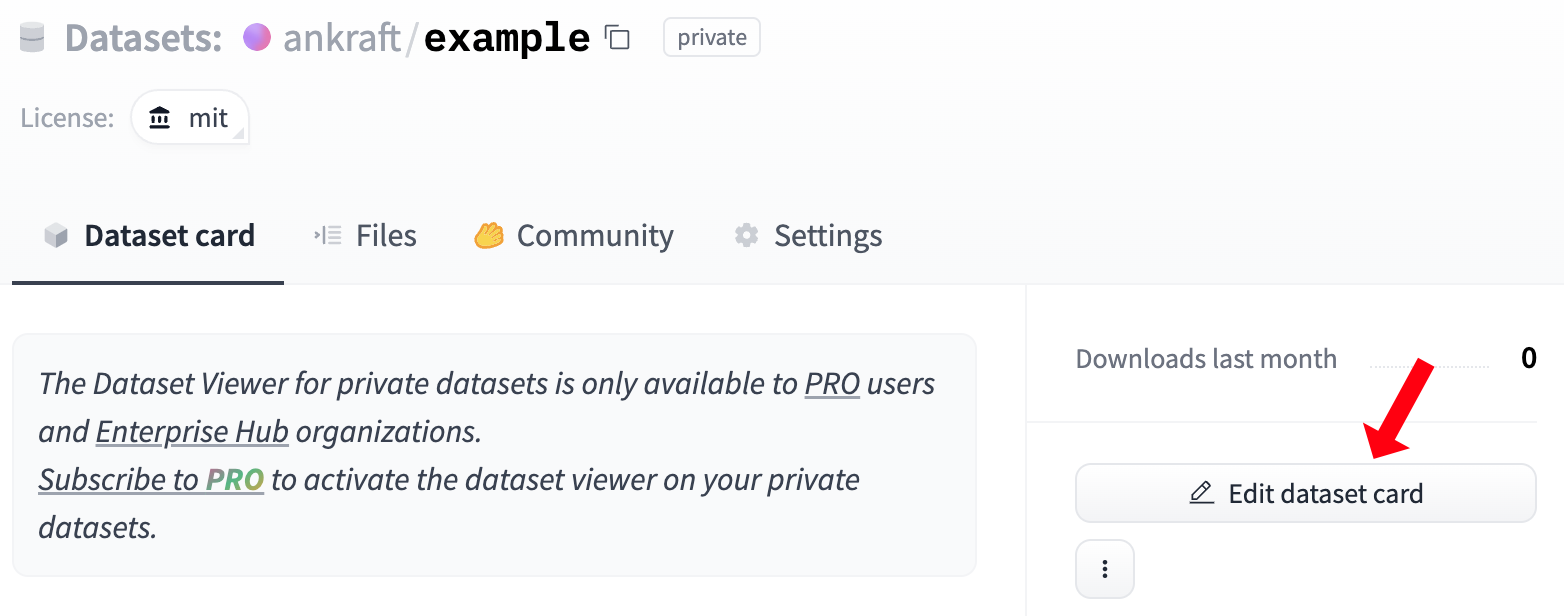 Datasets: ankraft/example private
License: mit
Dataset card Files Community Settings
The Dataset Viewer for private datasets is only available to PRO users
and Enterprise Hub organizations.
Subscribe to PRO to activate the dataset viewer on your private
datasets.
Downloads last month 0
Edit dataset card